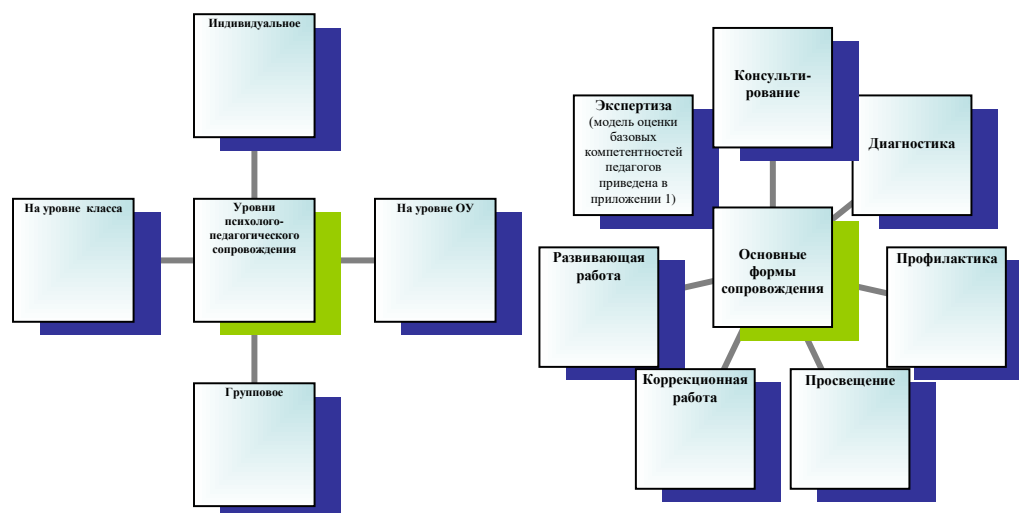 Индивидуальное
На уровне класса
Уровни
психолого-
педагогического
сопровождения
На уровне ОУ
Групповое
Консульти-
рование
Экспертиза
(модель оценки
базовых
компетентностей
педагогов
приведена в
приложении 1)
Диагностика
Развивающая
работа
Основные
формы
сопровождения
Профилактика
Коррекционная
работа
Просвещение